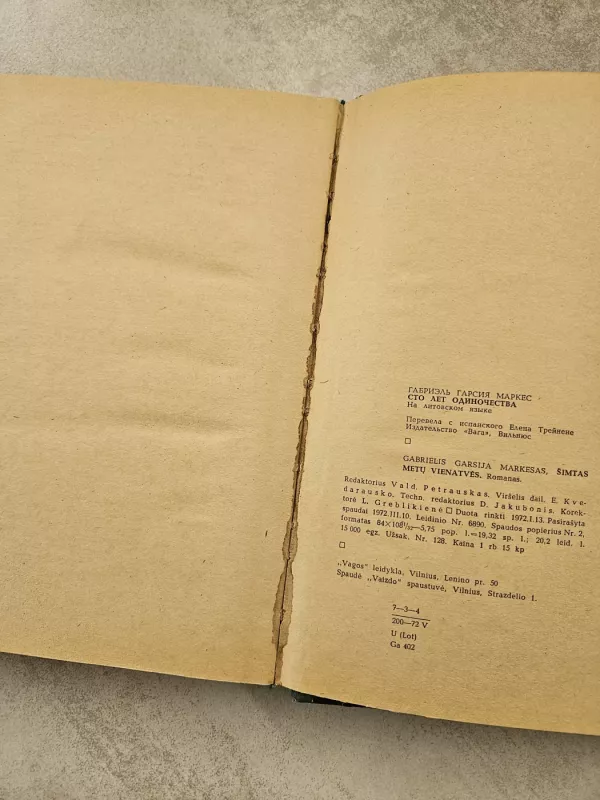 ГАБРИЭЛЬ ГАРСИЯ МАРКЕС
СТО ЛЕТ ОДИНОЧЕСТВА
На литовском языке
Перевела с испанского Елена Трейнене
Издательство «Вага», Вильнюс
GABRIELIS GARSIJA MARKESAS, ŠIMTAS
METŲ VIENATVĖS. Romanas.
Redaktorius Vald. Petrauskas. Viršelis dail. E. Kve-
darausko. Techn. redaktorius D. Jakubonis. Korek-
torė L. Greblikienė □ Duota rinkti 1972.I.13. Pasirašyta
spaudai 1972.III.10. Leidinio Nr. 6890. Spaudos popierius Nr. 2,
formatas 84×108¹/₃₂—5,75 pop. l.=19,32 sp. l.; 20,2 leid. l.
15 000 egz. Užsak. Nr. 128. Kaina 1 rb 15 kp
„Vagos" leidykla, Vilnius, Lenino pr. 50
Spaudė „Vaizdo" spaustuvė, Vilnius, Strazdelio 1.
7—3—4
200—72 V
U (Lot)
Ga 402